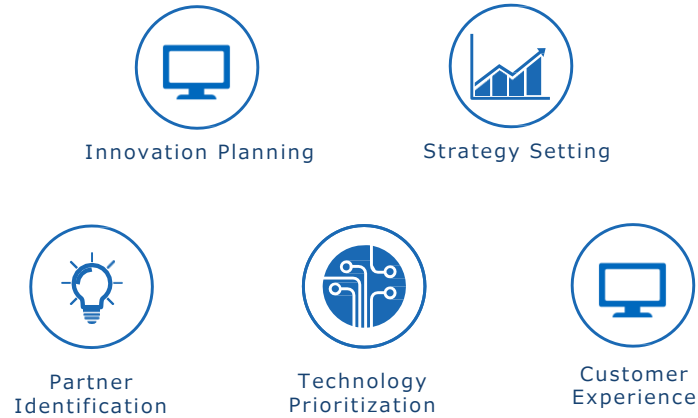 Innovation Planning
Strategy Setting
Partner
Identification
Technology
Prioritization
Customer
Experience